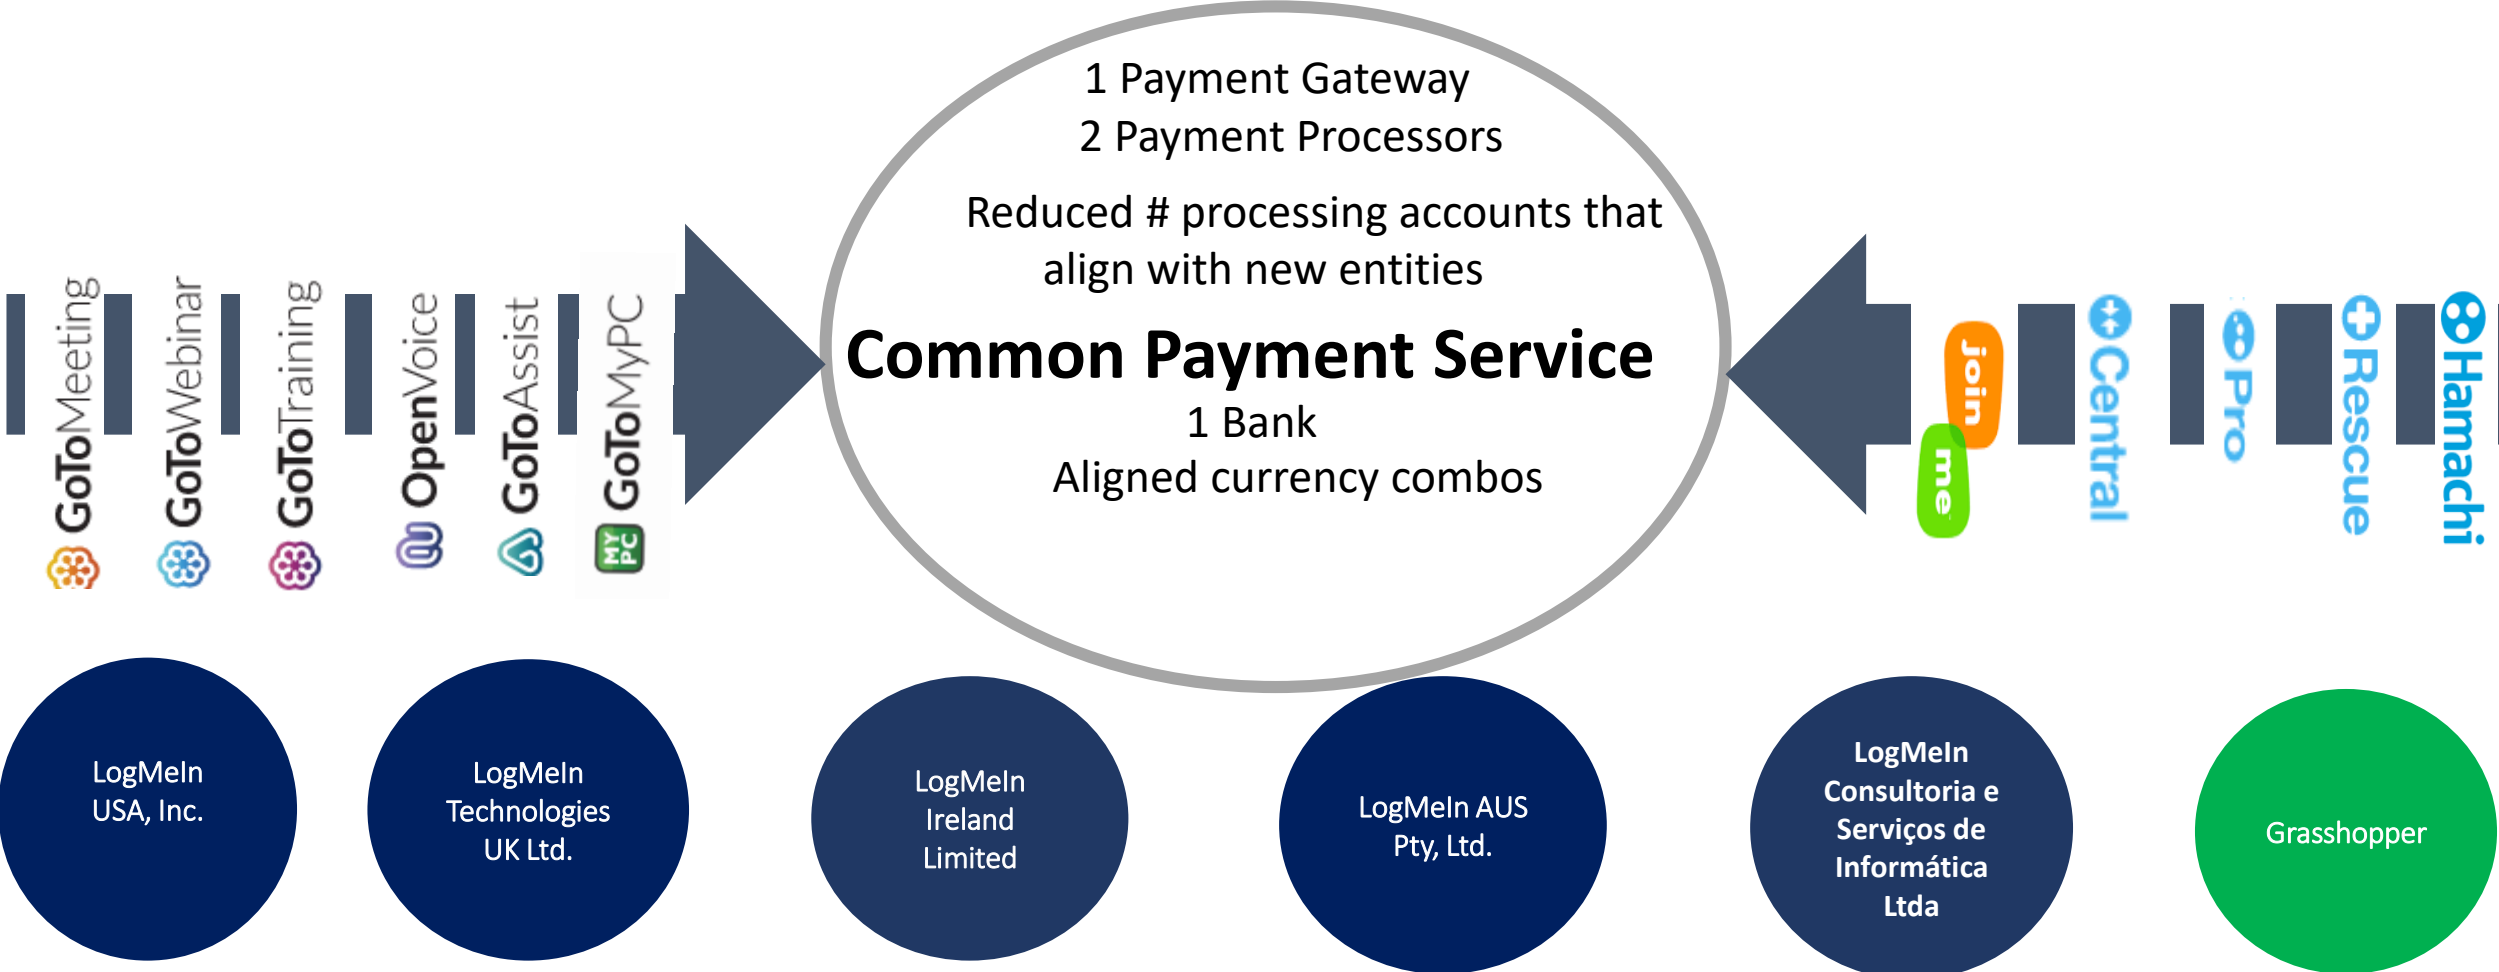 1 Payment Gateway
2 Payment Processors
Reduced # processing accounts that
align with new entities
Common Payment Service
1 Bank
Aligned currency combos
GoToMeeting
GoToWebinar
GoToTraining
OpenVoice
GoToAssist
MY
PC
GoToMyPC
join
me
Central
Pro
Rescue
Hamachi
LogMeIn
USA, Inc.
LogMeIn
Technologies
UK Ltd.
LogMeIn
Ireland
Limited
LogMeIn AUS
Pty, Ltd.
LogMeIn
Consultoria e
Serviços de
Informática
Ltda
Grasshopper